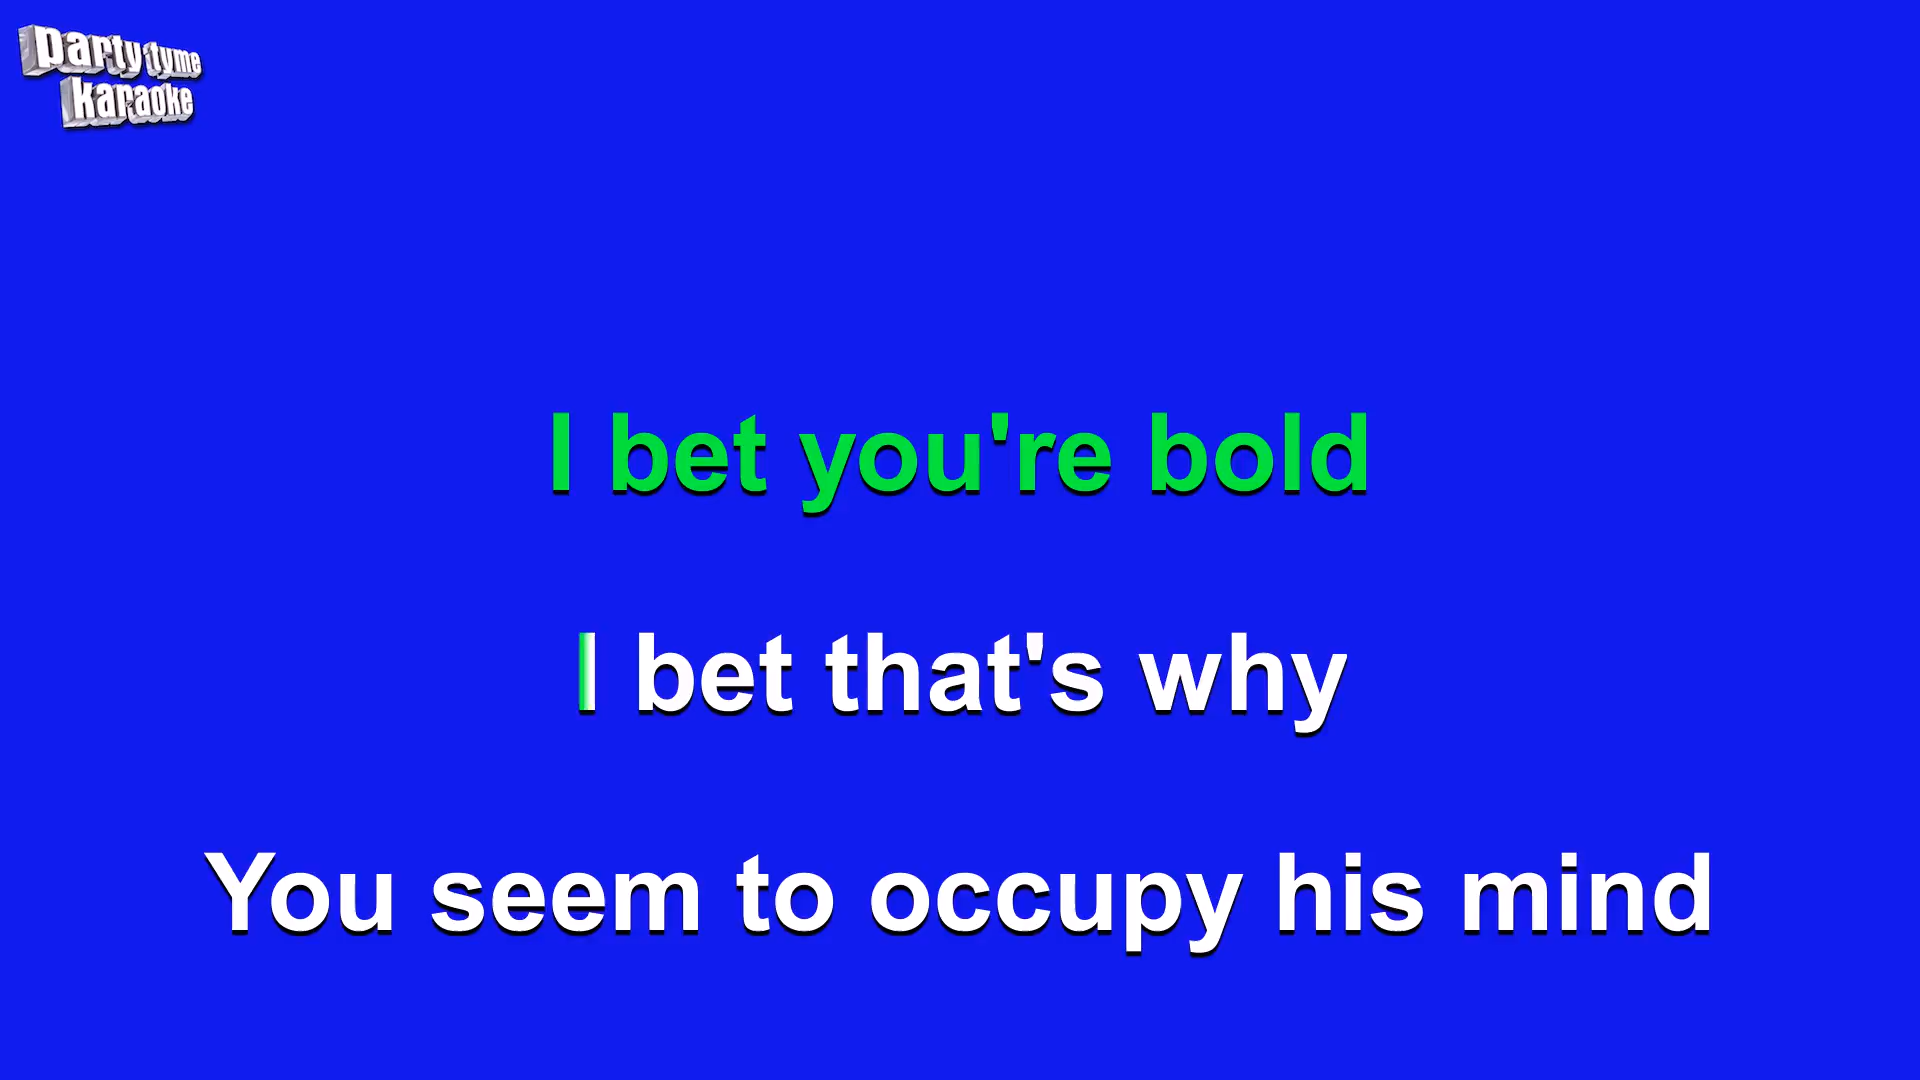 party tyme
karaoke
I bet you're bold
I bet that's why
You seem to occupy his mind